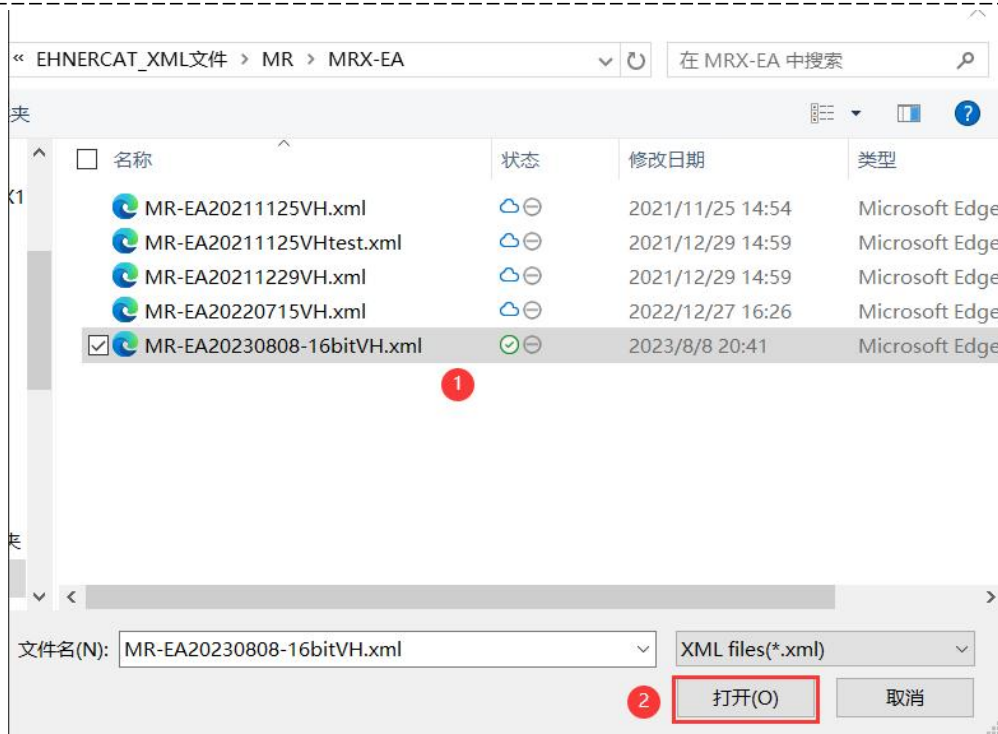 « EHNERCAT_XML文件 > MR > MRX-EA 在 MRX-EA 中搜索
夹 ?
名称 状态 修改日期 类型
X1
MR-EA20211125VH.xml 2021/11/25 14:54 Microsoft Edge
MR-EA20211125VHtest.xml 2021/12/29 14:59 Microsoft Edge
MR-EA20211229VH.xml 2021/12/29 14:59 Microsoft Edge
MR-EA20220715VH.xml 2022/12/27 16:26 Microsoft Edge
MR-EA20230808-16bitVH.xml 2023/8/8 20:41 Microsoft Edge
1
夹
文件名(N): MR-EA20230808-16bitVH.xml XML files(*.xml)
2 打开(O) 取消